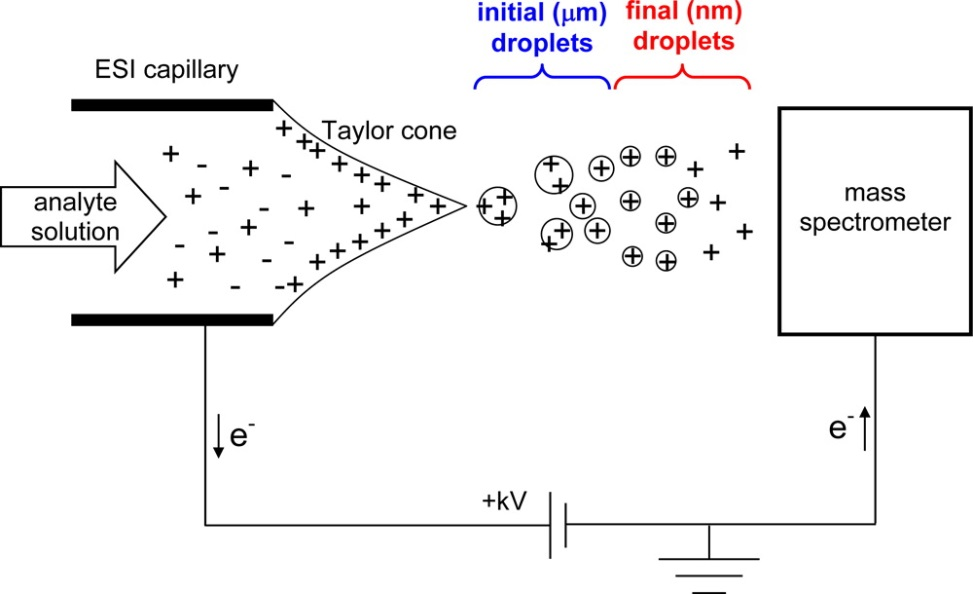 initial (μm)
droplets
final (nm)
droplets
ESI capillary
Taylor cone
analyte
solution
mass
spectrometer
e⁻
e⁻
+kV